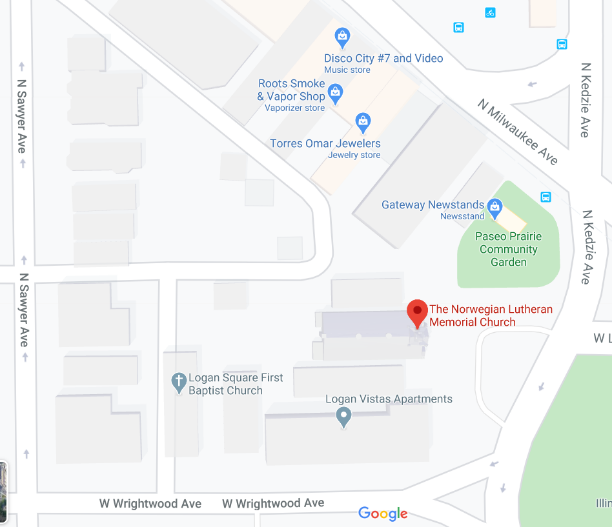 Disco City #7 and Video
Music store
Roots Smoke
& Vapor Shop
Vaporizer store
Torres Omar Jewelers
Jewelry store
N Milwaukee Ave
N Kedzie Ave
N Sawyer Ave
Gateway Newstands
Newsstand
Paseo Prairie
Community
Garden
N Kedzie Ave
N Sawyer Ave
The Norwegian Lutheran
Memorial Church
W L
Logan Square First
Baptist Church
Logan Vistas Apartments
W Wrightwood Ave
W Wrightwood Ave
Google
Illin